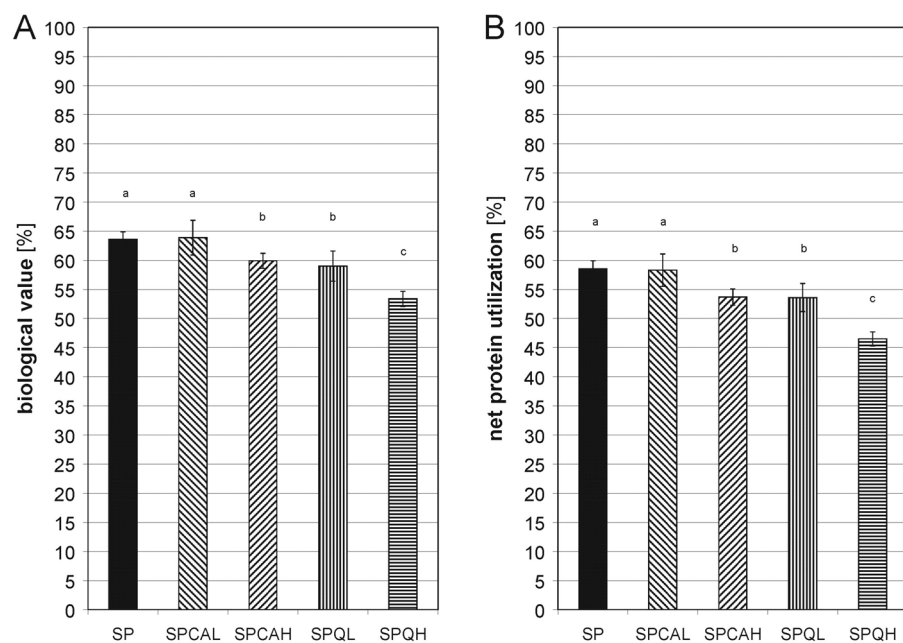 A
biological value [%]
100
95
90
85
80
75
70
65
60
55
50
45
40
35
30
25
20
15
10
5
0
a
a
b
b
c
SP
SPCAL
SPCAH
SPQL
SPQH
B
net protein utilization [%]
100
95
90
85
80
75
70
65
60
55
50
45
40
35
30
25
20
15
10
5
0
a
a
b
b
c
SP
SPCAL
SPCAH
SPQL
SPQH